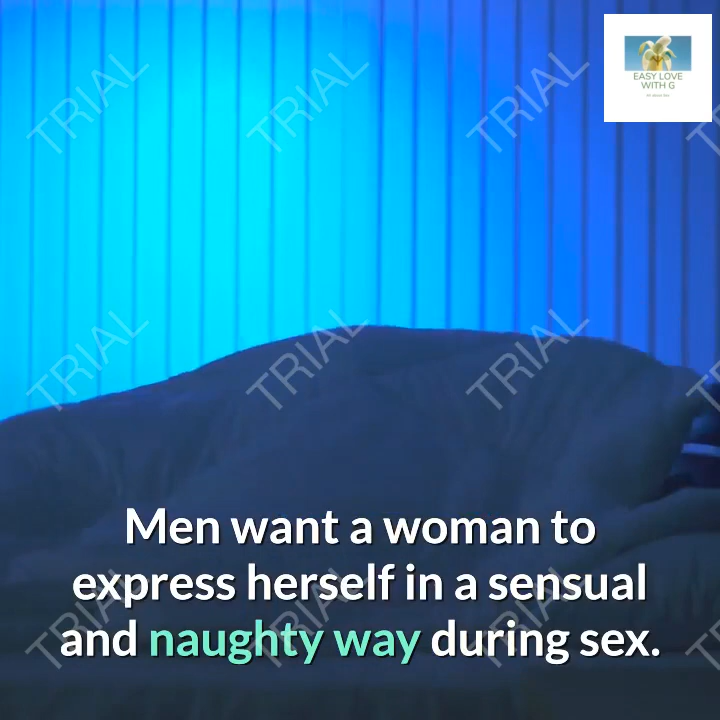 EASY LOVE
WITH G
TRIAL TRIAL TRIAL
TRIAL TRIAL TRIAL
Men want a woman to
express herself in a sensual
and naughty way during sex.
TRIAL TRIAL TRIAL